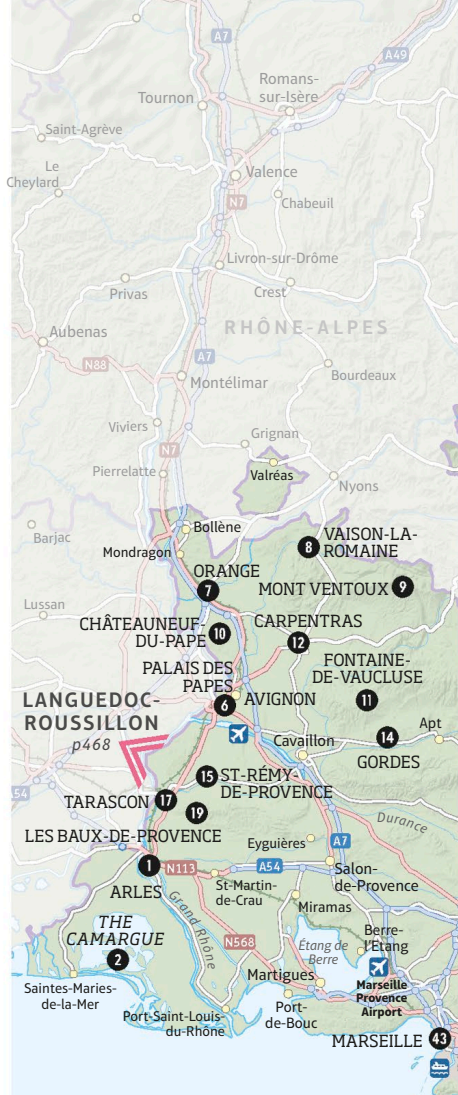 A7
A49
Romans-
sur-Isère
Tournon
Saint-Agrève
Le
Cheylard
Valence
N7
Chabeuil
Livron-sur-Drôme
Privas
Crest
Aubenas
RHÔNE-ALPES
A7
N88
Bourdeaux
Montélimar
Viviers
Grignan
N7
Pierrelatte
Valréas
Nyons
Barjac
Bollène
Mondragon
8
VAISON-LA-
ROMAINE
ORANGE
7
MONT VENTOUX
9
Lussan
CHÂTEAUNEUF-
DU-PAPE
10
CARPENTRAS
12
PALAIS DES
PAPES
6
AVIGNON
FONTAINE-
DE-VAUCLUSE
11
LANGUEDOC-
ROUSSILLON
p468
Cavaillon
14
Apt
GORDES
15
ST-RÉMY-
DE-PROVENCE
54
TARASCON
17
19
Durance
LES BAUX-DE-PROVENCE
Eyguières
A7
1
N113
A54
Salon-
de-Provence
ARLES
St-Martin-
de-Crau
Miramas
Grand Rhône
THE
CAMARGUE
2
N568
Étang de
Berre
Berre-
l'Étang
Saintes-Maries-
de-la-Mer
Martigues
Marseille
Provence
Airport
Port-Saint-Louis-
du-Rhône
Port-
de-Bouc
MARSEILLE
43